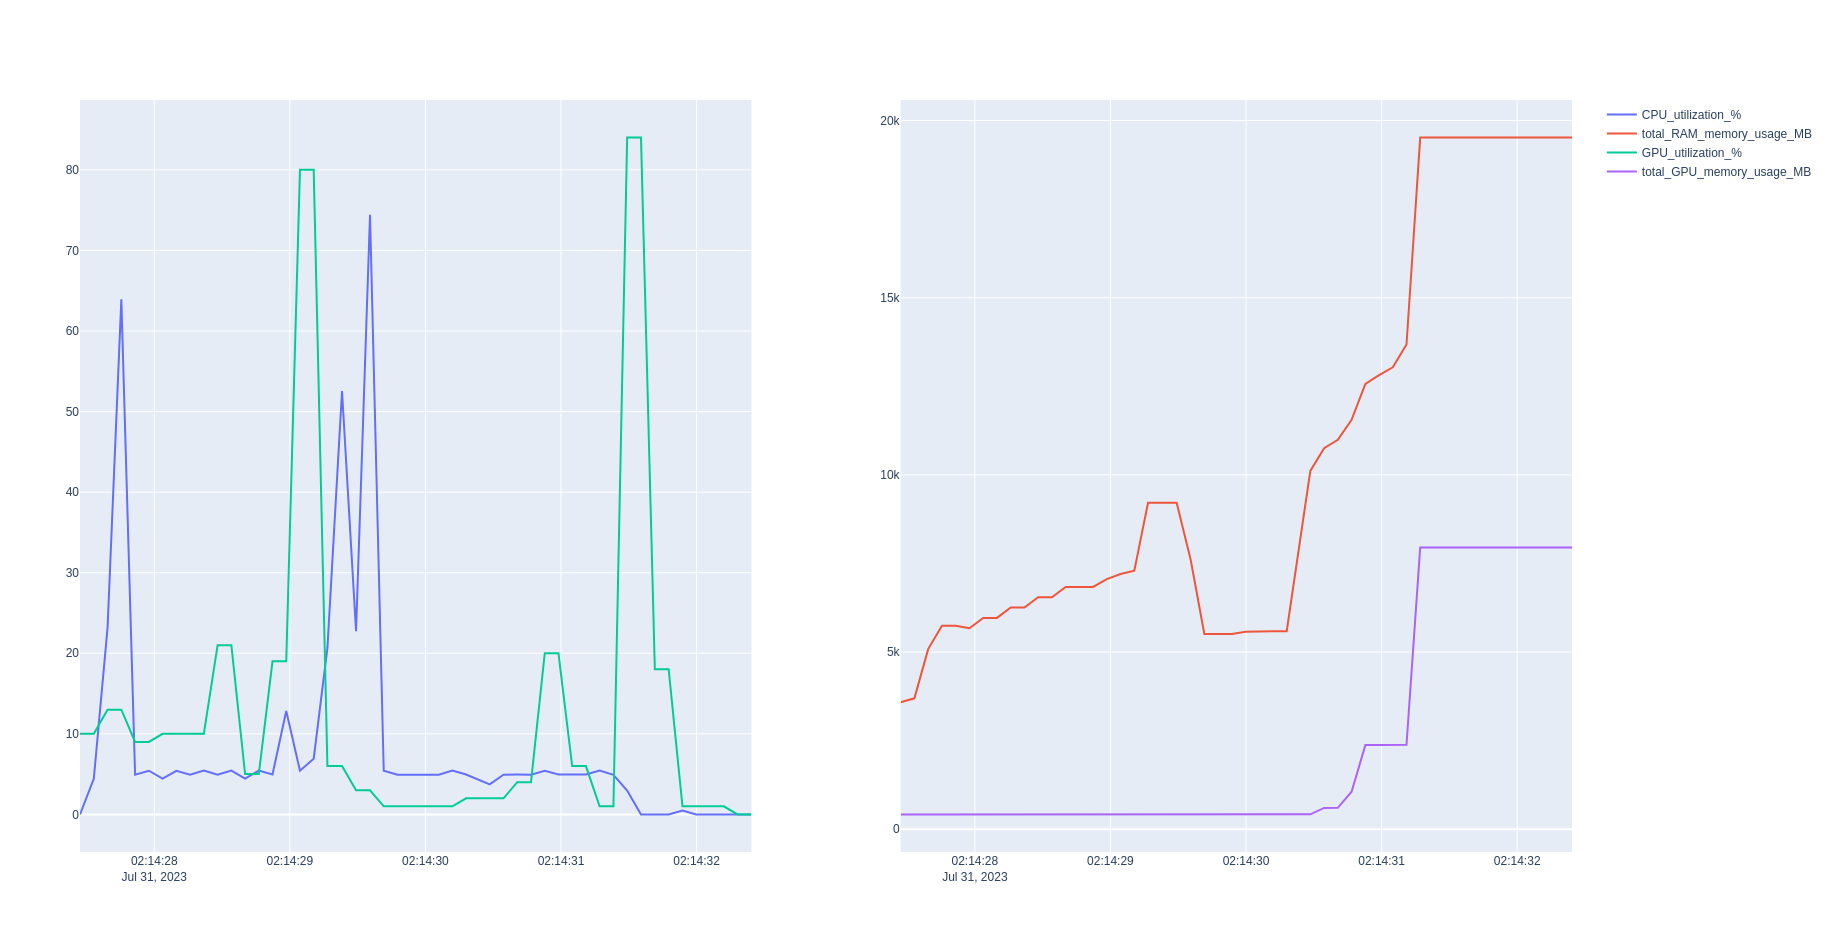 80
70
60
50
40
30
20
10
0
02:14:28
Jul 31, 2023
02:14:29
02:14:30
02:14:31
02:14:32
20k
15k
10k
5k
0
02:14:28
Jul 31, 2023
02:14:29
02:14:30
02:14:31
02:14:32
CPU_utilization_%
total_RAM_memory_usage_MB
GPU_utilization_%
total_GPU_memory_usage_MB